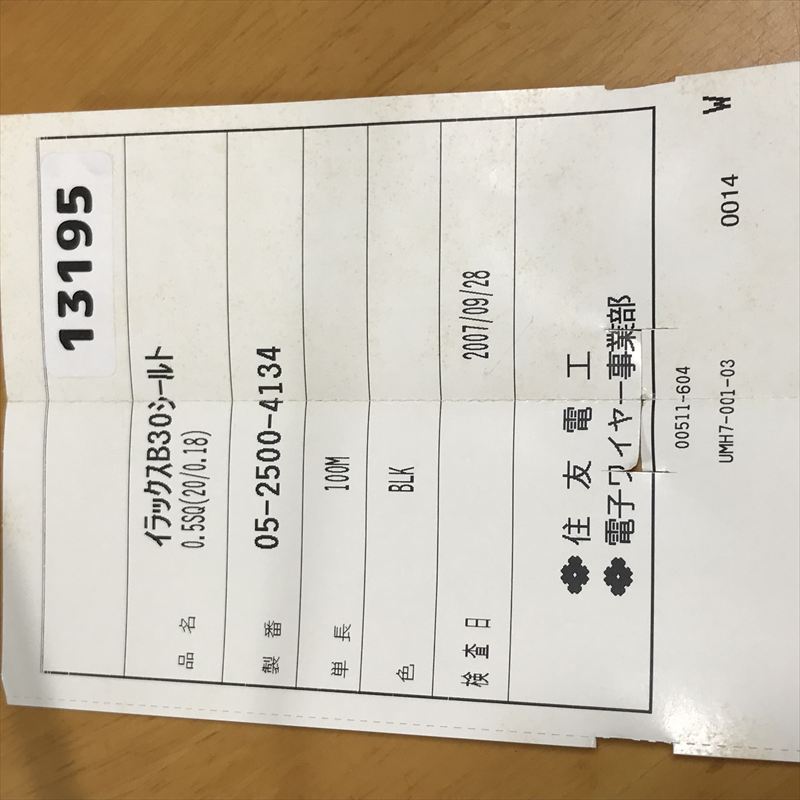 13195
品名 イラックスB30シールト
0.5SQ(20/0.18)
製番 05-2500-4134
単長 100M
色 BLK
検査日 2007/09/28
住友電工
電子ワイヤー事業部
00511-604
UMH7-001-03
0014 W